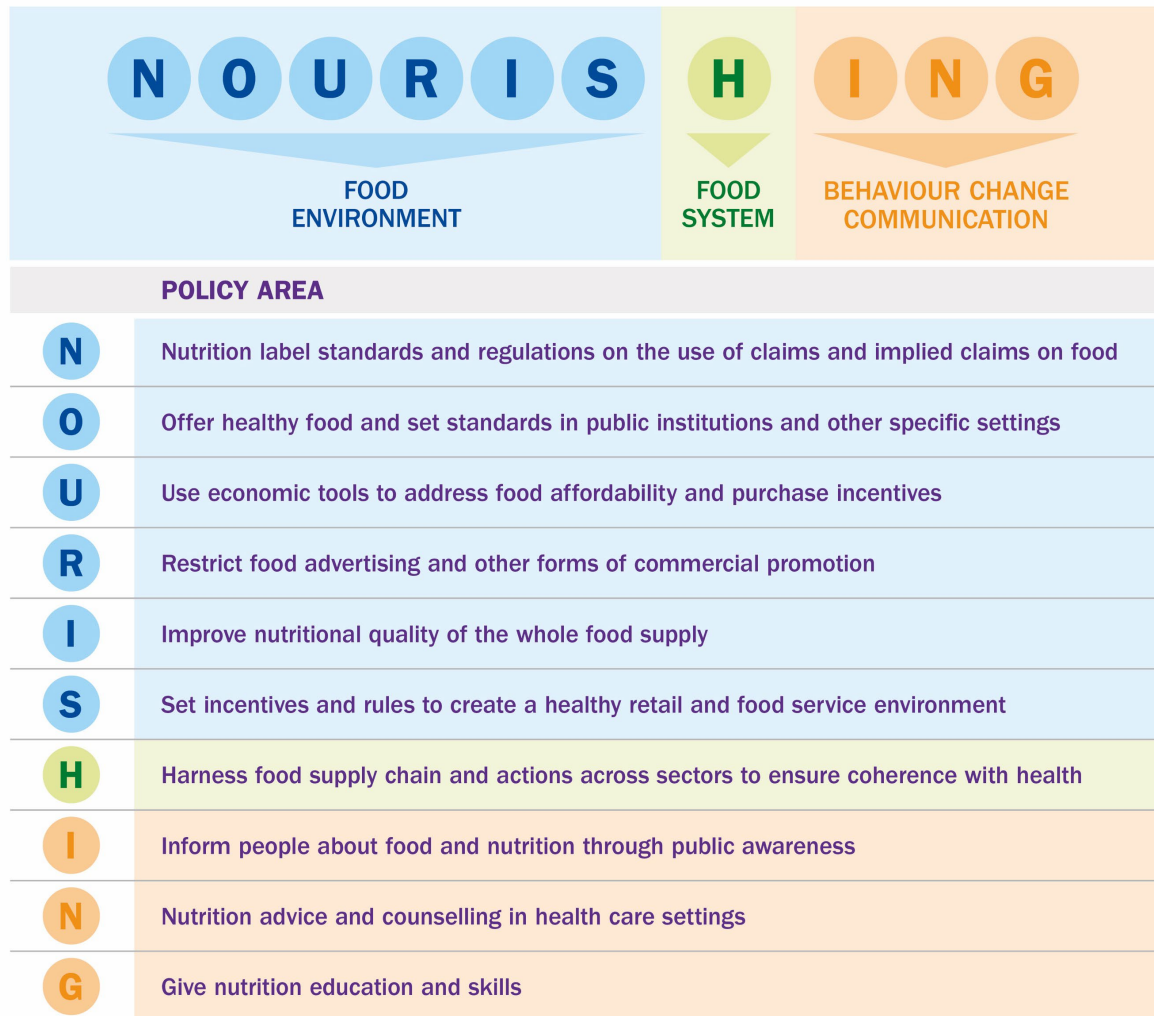 N O U R I S H I N G
FOOD ENVIRONMENT
FOOD SYSTEM
BEHAVIOUR CHANGE COMMUNICATION
POLICY AREA
N Nutrition label standards and regulations on the use of claims and implied claims on food
O Offer healthy food and set standards in public institutions and other specific settings
U Use economic tools to address food affordability and purchase incentives
R Restrict food advertising and other forms of commercial promotion
I Improve nutritional quality of the whole food supply
S Set incentives and rules to create a healthy retail and food service environment
H Harness food supply chain and actions across sectors to ensure coherence with health
I Inform people about food and nutrition through public awareness
N Nutrition advice and counselling in health care settings
G Give nutrition education and skills